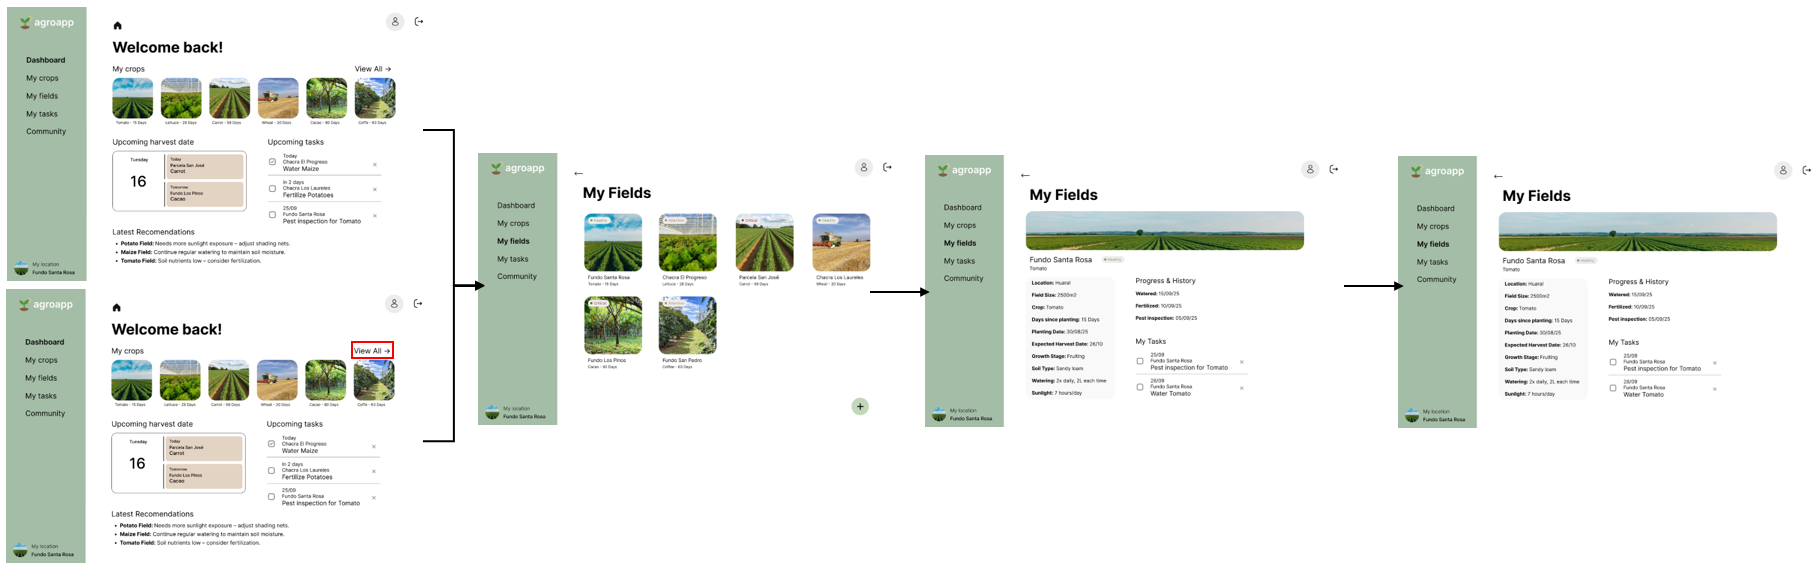 agroapp
Dashboard
My crops
My fields
My tasks
Community
My location
Fundo Santa Rosa
Welcome back!
My crops
View All →
Tomato - 15 Days
Lettuce - 28 Days
Carrot - 98 Days
Wheat - 20 Days
Cacao - 90 Days
Coffe - 63 Days
Upcoming harvest date
Tuesday
16
Today
Parcela San José
Carrot
Tomorrow
Fundo Los Pinos
Cacao
Upcoming tasks
Today
Chacra El Progreso
Water Maize
In 2 days
Chacra Los Laureles
Fertilize Potatoes
25/09
Fundo Santa Rosa
Pest inspection for Tomato
Latest Recomendations
• Potato Field: Needs more sunlight exposure – adjust shading nets.
• Maize Field: Continue regular watering to maintain soil moisture.
• Tomato Field: Soil nutrients low – consider fertilization.
agroapp
Dashboard
My crops
My fields
My tasks
Community
My location
Fundo Santa Rosa
Welcome back!
My crops
View All →
Tomato - 15 Days
Lettuce - 28 Days
Carrot - 98 Days
Wheat - 20 Days
Cacao - 90 Days
Coffe - 63 Days
Upcoming harvest date
Tuesday
16
Today
Parcela San José
Carrot
Tomorrow
Fundo Los Pinos
Cacao
Upcoming tasks
Today
Chacra El Progreso
Water Maize
In 2 days
Chacra Los Laureles
Fertilize Potatoes
25/09
Fundo Santa Rosa
Pest inspection for Tomato
Latest Recomendations
• Potato Field: Needs more sunlight exposure – adjust shading nets.
• Maize Field: Continue regular watering to maintain soil moisture.
• Tomato Field: Soil nutrients low – consider fertilization.
agroapp
Dashboard
My crops
My fields
My tasks
Community
My location
Fundo Santa Rosa
←
My Fields
Healthy
Attention
Critical
Healthy
Fundo Santa Rosa
Tomato - 15 Days
Chacra El Progreso
Lettuce - 28 Days
Parcela San José
Carrot - 98 Days
Chacra Los Laureles
Wheat - 20 Days
Critical
Attention
Fundo Los Pinos
Cacao - 90 Days
Fundo San Pedro
Coffee - 63 Days
+
agroapp
Dashboard
My crops
My fields
My tasks
Community
My location
Fundo Santa Rosa
←
My Fields
Fundo Santa Rosa
Healthy
Tomato
Location: Huaral
Field Size: 2500m2
Crop: Tomato
Days since planting: 15 Days
Planting Date: 30/08/25
Expected Harvest Date: 26/10
Growth Stage: Fruiting
Soil Type: Sandy loam
Watering: 2x daily, 2L each time
Sunlight: 7 hours/day
Progress & History
Watered: 15/09/25
Fertilized: 10/09/25
Pest inspection: 05/09/25
My Tasks
25/09
Fundo Santa Rosa
Pest inspection for Tomato
28/09
Fundo Santa Rosa
Water Tomato
agroapp
Dashboard
My crops
My fields
My tasks
Community
My location
Fundo Santa Rosa
←
My Fields
Fundo Santa Rosa
Healthy
Tomato
Location: Huaral
Field Size: 2500m2
Crop: Tomato
Days since planting: 15 Days
Planting Date: 30/08/25
Expected Harvest Date: 26/10
Growth Stage: Fruiting
Soil Type: Sandy loam
Watering: 2x daily, 2L each time
Sunlight: 7 hours/day
Progress & History
Watered: 15/09/25
Fertilized: 10/09/25
Pest inspection: 05/09/25
My Tasks
25/09
Fundo Santa Rosa
Pest inspection for Tomato
28/09
Fundo Santa Rosa
Water Tomato